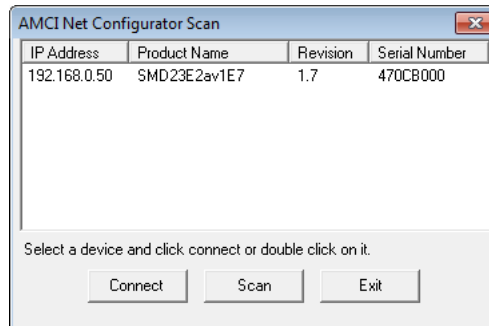 AMCI Net Configurator Scan
IP Address Product Name Revision Serial Number
192.168.0.50 SMD23E2av1E7 1.7 470CB000
Select a device and click connect or double click on it.
Connect Scan Exit